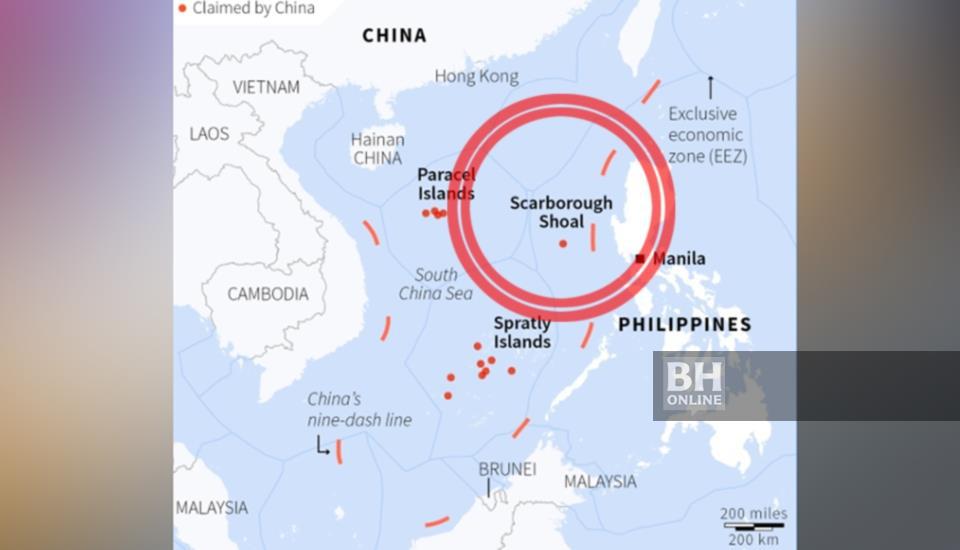 Claimed by China
CHINA
Hong Kong
VIETNAM
Exclusive
economic
zone (EEZ)
LAOS
Hainan
CHINA
Paracel
Islands
Scarborough
Shoal
Manila
South
China Sea
CAMBODIA
Spratly
Islands
PHILIPPINES
BH
ONLINE
China's
nine-dash line
BRUNEI
MALAYSIA
MALAYSIA
200 miles
200 km